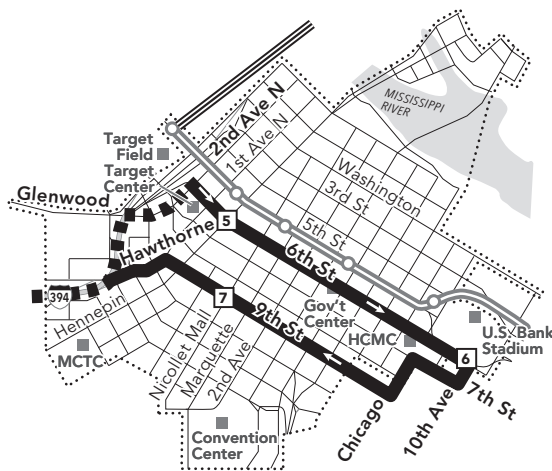 MISSISSIPPI
RIVER
2nd Ave N
1st Ave N
Target
Field
Target
Center
Washington
3rd St
Glenwood
5th St
Hawthorne
5
6th St
394
Hennepin
7
9th St
Gov't
Center
HCMC
U.S. Bank
Stadium
MCTC
Nicollet Mall
Marquette
2nd Ave
6
7th St
10th Ave
Chicago
Convention
Center